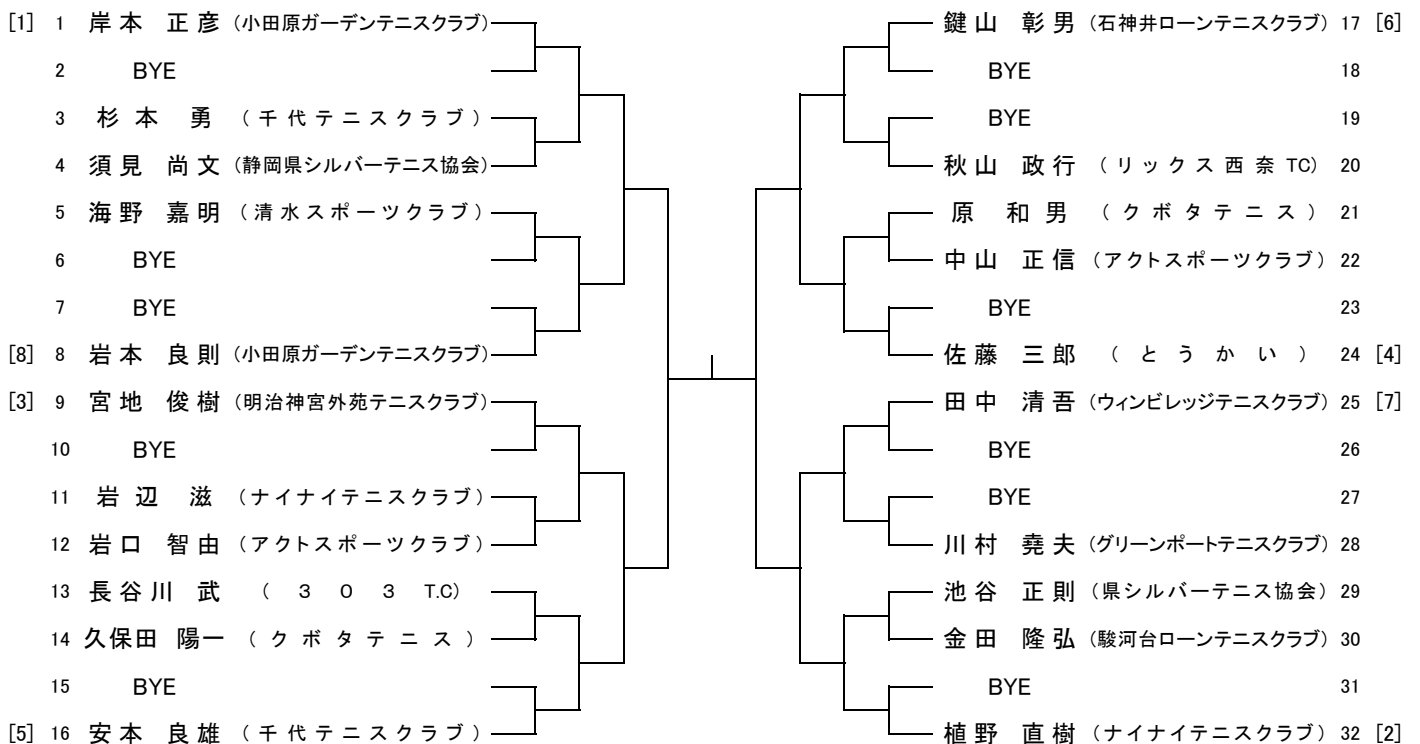 [1] 1 岸本 正彦 (小田原ガーデンテニスクラブ)
2 BYE
3 杉本 勇 (千代テニスクラブ)
4 須見 尚文 (静岡県シルバーテニス協会)
5 海野 嘉明 (清水スポーツクラブ)
6 BYE
7 BYE
[8] 8 岩本 良則 (小田原ガーデンテニスクラブ)
[3] 9 宮地 俊樹 (明治神宮外苑テニスクラブ)
10 BYE
11 岩辺 滋 (ナイナイテニスクラブ)
12 岩口 智由 (アクトスポーツクラブ)
13 長谷川 武 (303 T.C)
14 久保田 陽一 (クボタテニス)
15 BYE
[5] 16 安本 良雄 (千代テニスクラブ)
鍵山 彰男 (石神井ローンテニスクラブ) 17 [6]
BYE 18
BYE 19
秋山 政行 (リックス西奈 TC) 20
原 和男 (クボタテニス) 21
中山 正信 (アクトスポーツクラブ) 22
BYE 23
佐藤 三郎 (とうかい) 24 [4]
田中 清吾 (ウィンビレッジテニスクラブ) 25 [7]
BYE 26
BYE 27
川村 堯夫 (グリーンポートテニスクラブ) 28
池谷 正則 (県シルバーテニス協会) 29
金田 隆弘 (駿河台ローンテニスクラブ) 30
BYE 31
植野 直樹 (ナイナイテニスクラブ) 32 [2]